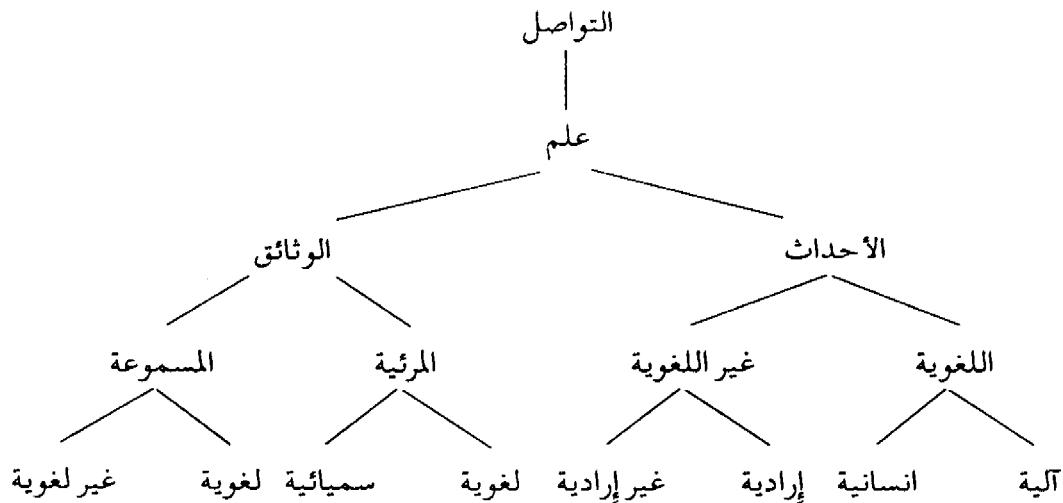 التواصل
علم
الأحداث الوثائق
اللغوية غير اللغوية المرئية المسموعة
آلية انسانية إرادية غير إرادية لغوية سميائية لغوية غير لغوية